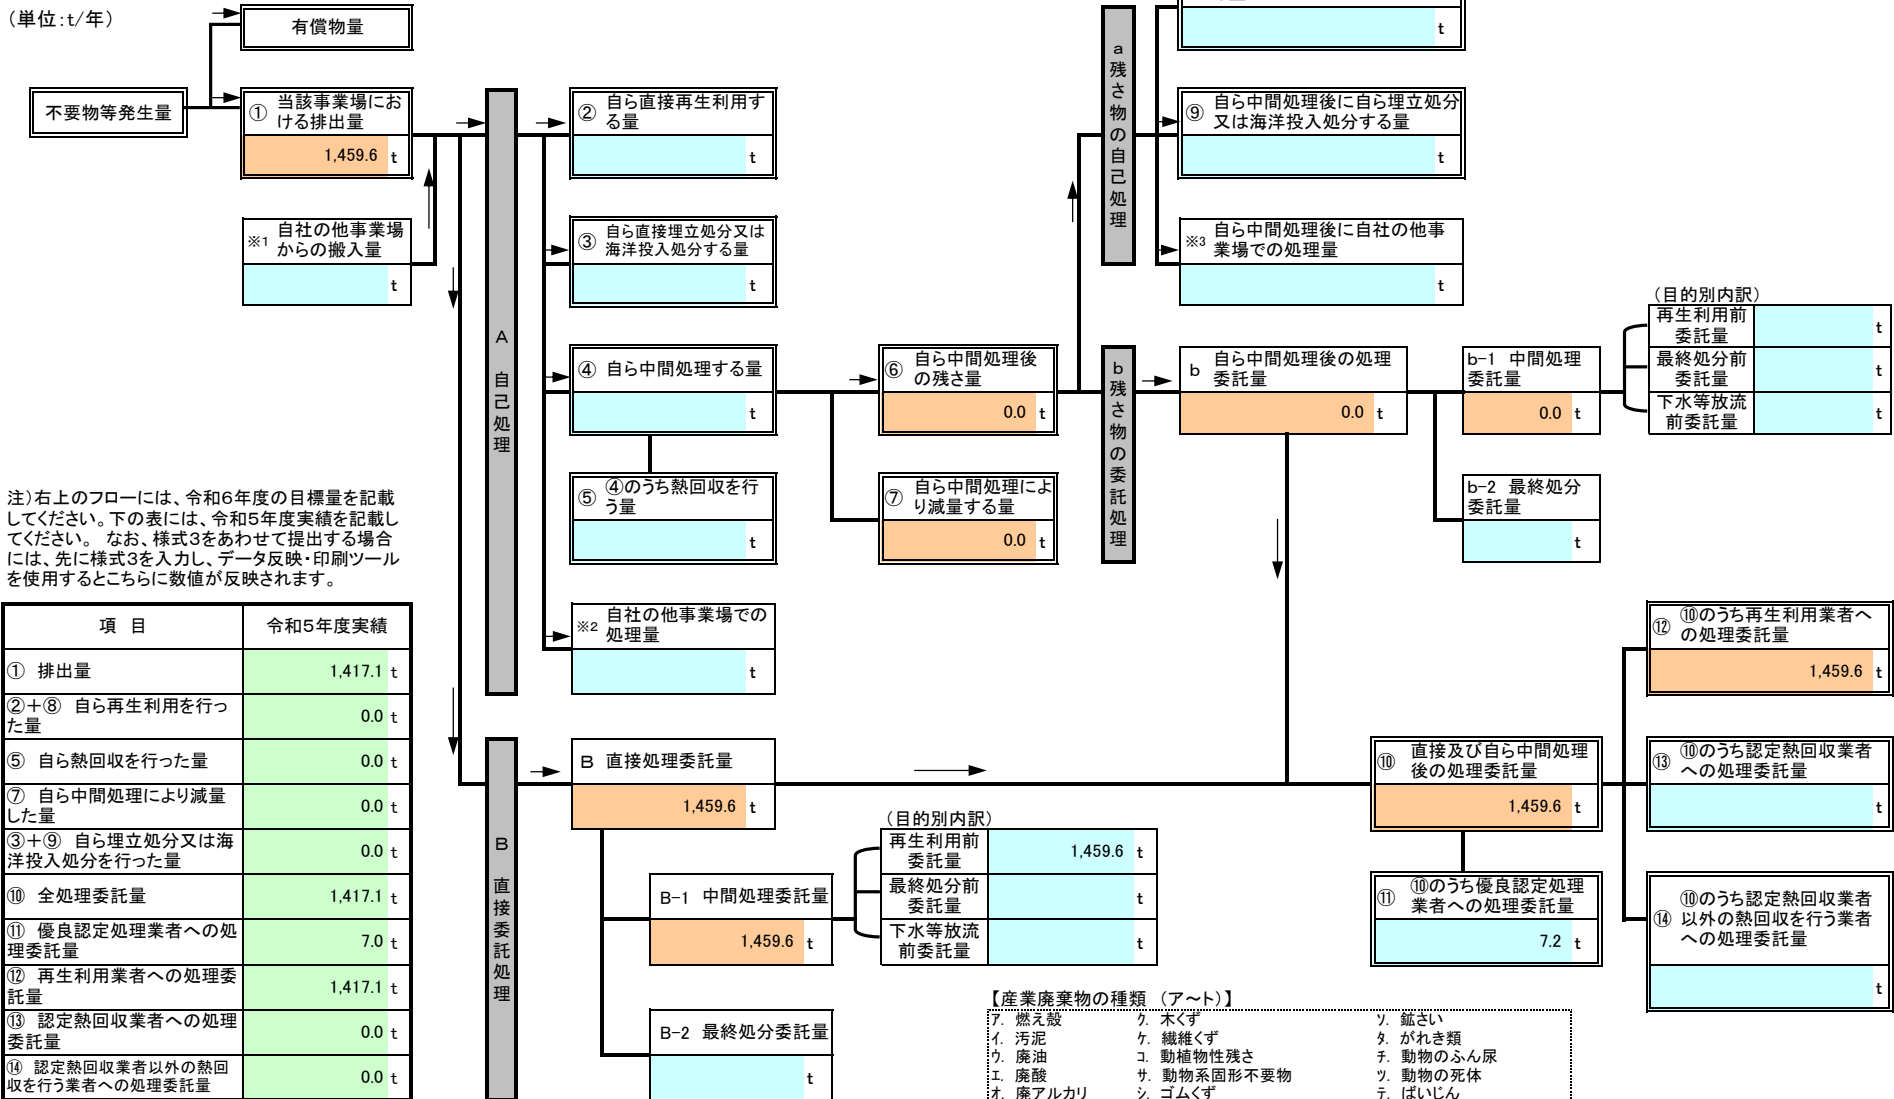 (単位:t/年)
有償物量
不要物等発生量
① 当該事業場にお
ける排出量
1,459.6 t
※1 自社の他事業場
からの搬入量
t
A 自己処理
② 自ら直接再生利用す
る量
t
③ 自ら直接埋立処分又は
海洋投入処分する量
t
④ 自ら中間処理する量
t
⑤ ④のうち熱回収を行
う量
t
※2 自社の他事業場での
処理量
t
⑥ 自ら中間処理後
の残さ量
0.0 t
⑦ 自ら中間処理によ
り減量する量
0.0 t
a 残さ物の自己処理
t
⑨ 自ら中間処理後に自ら埋立処分
又は海洋投入処分する量
t
※3 自ら中間処理後に自社の他事
業場での処理量
t
b 残さ物の委託処理
b 自ら中間処理後の処理
委託量
0.0 t
b-1 中間処理
委託量
0.0 t
(目的別内訳)
再生利用前
委託量
t
最終処分前
委託量
t
下水等放流
前委託量
t
b-2 最終処分
委託量
t
注)右上のフローには、令和6年度の目標量を記載
してください。下の表には、令和5年度実績を記載し
てください。 なお、様式3をあわせて提出する場合
には、先に様式3を入力し、データ反映・印刷ツール
を使用するとこちらに数値が反映されます。
項 目 令和5年度実績
① 排出量 1,417.1 t
②+⑧ 自ら再生利用を行っ
た量 0.0 t
⑤ 自ら熱回収を行った量 0.0 t
⑦ 自ら中間処理により減量
した量 0.0 t
③+⑨ 自ら埋立処分又は海
洋投入処分を行った量 0.0 t
⑩ 全処理委託量 1,417.1 t
⑪ 優良認定処理業者への処
理委託量 7.0 t
⑫ 再生利用業者への処理委
託量 1,417.1 t
⑬ 認定熱回収業者への処理
委託量 0.0 t
⑭ 認定熱回収業者以外の熱回
収を行う業者への処理委託量 0.0 t
B 直接委託処理
B 直接処理委託量
1,459.6 t
B-1 中間処理委託量
1,459.6 t
(目的別内訳)
再生利用前
委託量
1,459.6 t
最終処分前
委託量
t
下水等放流
前委託量
t
B-2 最終処分委託量
t
⑩ 直接及び自ら中間処理
後の処理委託量
1,459.6 t
⑪ ⑩のうち優良認定処理
業者への処理委託量
7.2 t
⑫ ⑩のうち再生利用業者へ
の処理委託量
1,459.6 t
⑬ ⑩のうち認定熱回収業者
への処理委託量
t
⑭ ⑩のうち認定熱回収業者
以外の熱回収を行う業者
への処理委託量
t
【産業廃棄物の種類 (ア~ト)】
ア. 燃え殻 ク. 木くず ソ. 鉱さい
イ. 汚泥 ケ. 繊維くず タ. がれき類
ウ. 廃油 コ. 動植物性残さ チ. 動物のふん尿
エ. 廃酸 サ. 動物系固形不要物 ツ. 動物の死体
オ. 廃アルカリ シ. ゴムくず テ. ばいじん